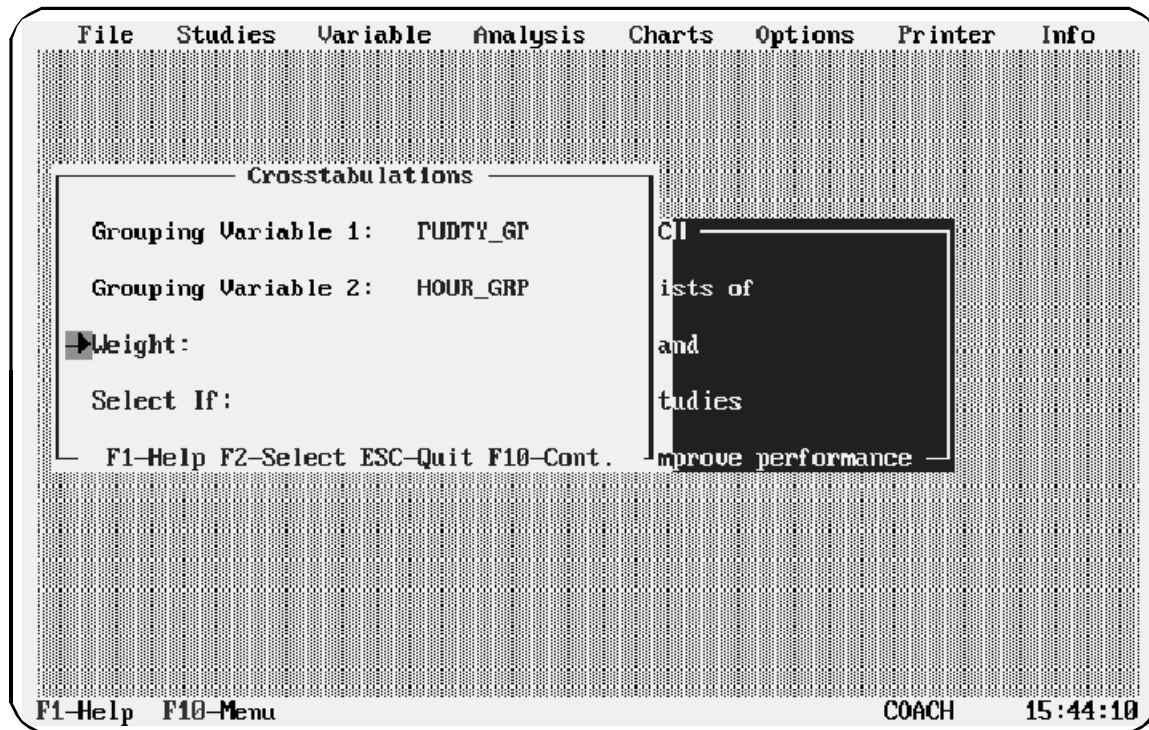 File Studies Variable Analysis Charts Options Printer Info
Crosstabulations
Grouping Variable 1:
Grouping Variable 2: HOUR_GRP
ists of
Weight:
and
Select If:
tudies
F1-Help F2-Select ESC-Quit F10-Cont.
mprove performance
F1-Help F10-Menu COACH 15:44:10